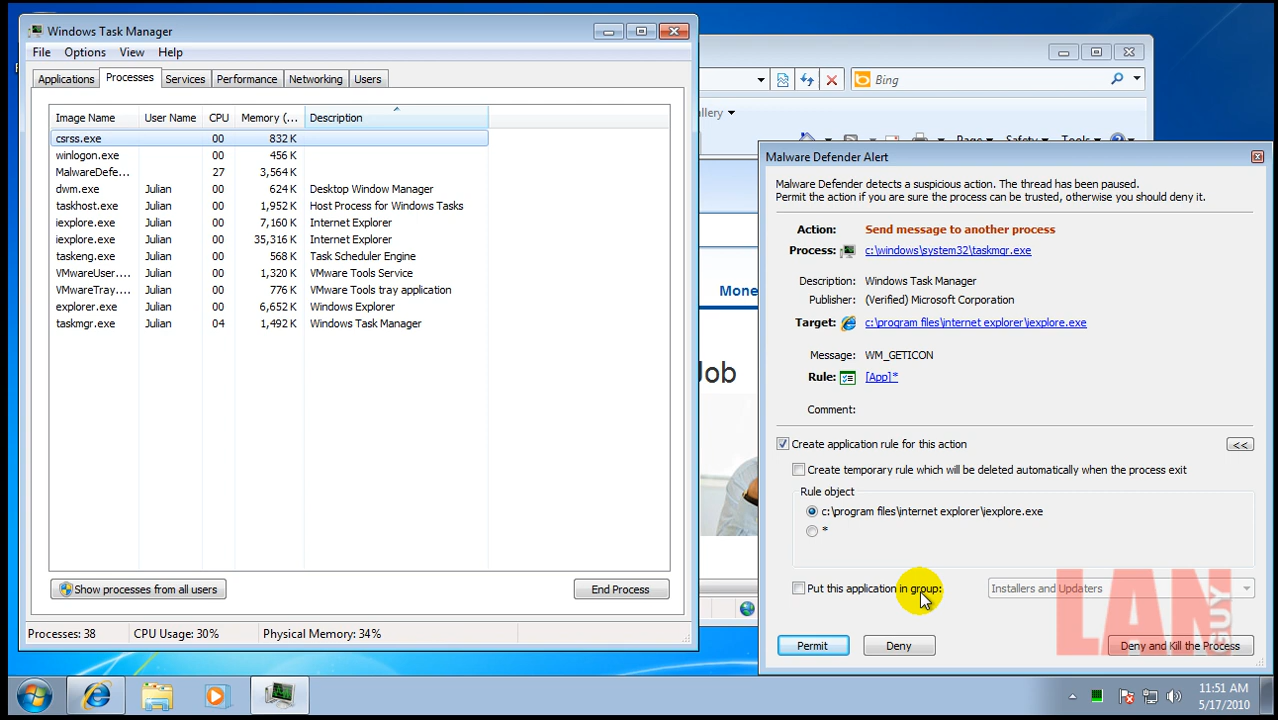 Windows Task Manager
File Options View Help
Applications Processes Services Performance Networking Users
Image Name User Name CPU Memory (... Description
csrss.exe 00 832 K
winlogon.exe 00 456 K
MalwareDefe... 27 3,564 K
dwm.exe Julian 00 624 K Desktop Window Manager
taskhost.exe Julian 00 1,952 K Host Process for Windows Tasks
iexplore.exe Julian 00 7,160 K Internet Explorer
iexplore.exe Julian 00 35,316 K Internet Explorer
taskeng.exe Julian 00 568 K Task Scheduler Engine
VMwareUser.... Julian 00 1,320 K VMware Tools Service
VMwareTray.... Julian 00 776 K VMware Tools tray application
explorer.exe Julian 00 6,652 K Windows Explorer
taskmgr.exe Julian 04 1,492 K Windows Task Manager
Show processes from all users End Process
Processes: 38 CPU Usage: 30% Physical Memory: 34%
Bing
llery
Page Safety Tools
Mone
Job
Malware Defender Alert
Malware Defender detects a suspicious action. The thread has been paused.
Permit the action if you are sure the process can be trusted, otherwise you should deny it.
Action: Send message to another process
Process: c:\windows\system32\taskmgr.exe
Description: Windows Task Manager
Publisher: (Verified) Microsoft Corporation
Target: c:\program files\internet explorer\iexplore.exe
Message: WM_GETICON
Rule: [App]*
Comment:
Create application rule for this action <<
Create temporary rule which will be deleted automatically when the process exit
Rule object
c:\program files\internet explorer\iexplore.exe
*
Put this application in group: Installers and Updaters
Permit Deny Deny and Kill the Process
LAN GUY
11:51 AM
5/17/2010